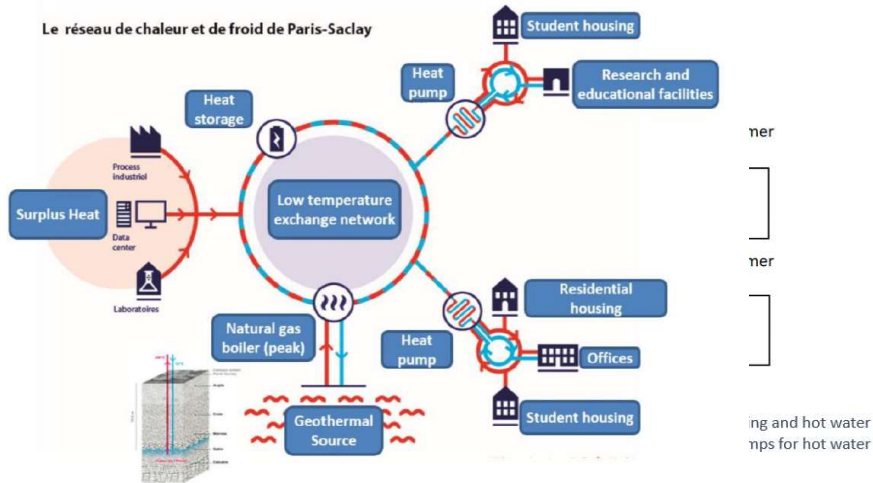 Le réseau de chaleur et de froid de Paris-Saclay
Student housing
Heat
pump
Research and
educational facilities
Heat
storage
mer
Process
industriel
Surplus Heat
Data
center
Low temperature
exchange network
mer
Laboratoires
Residential
housing
Natural gas
boiler (peak)
Heat
pump
Offices
Student housing
Geothermal
Source
ing and hot water
mps for hot water